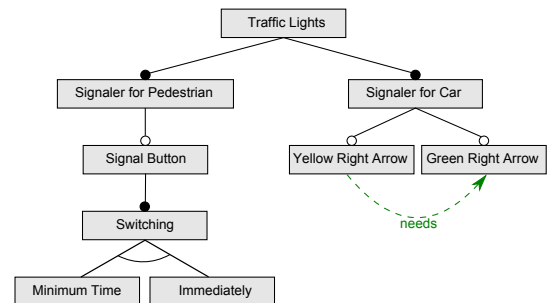 Traffic Lights
Signaler for Pedestrian
Signaler for Car
Signal Button
Yellow Right Arrow
Green Right Arrow
needs
Switching
Minimum Time
Immediately